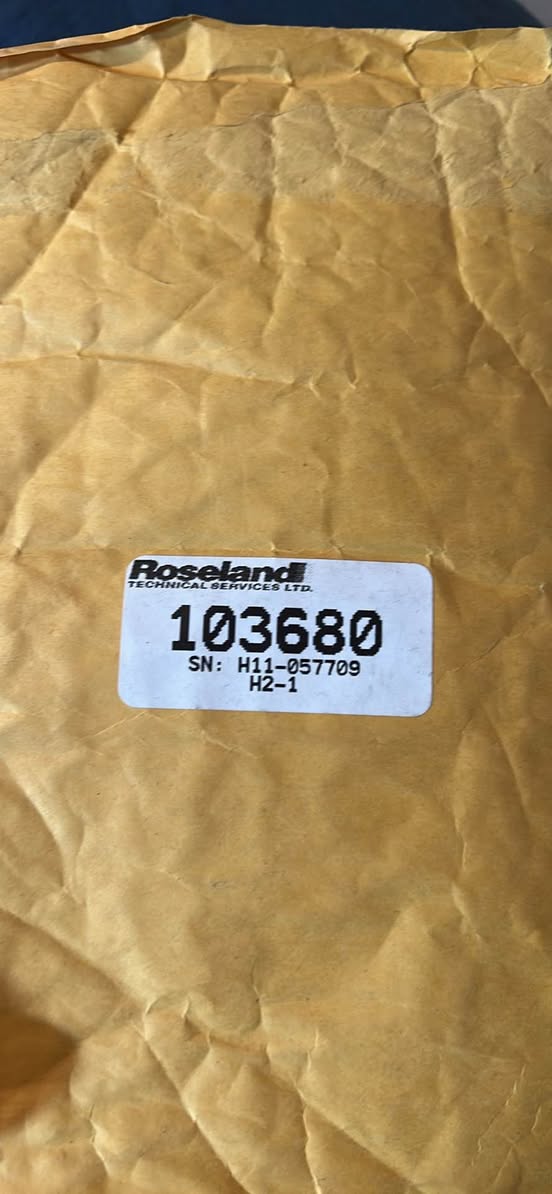 Roseland
TECHNICAL SERVICES LTD.
103680
SN: H11-057709
H2-1